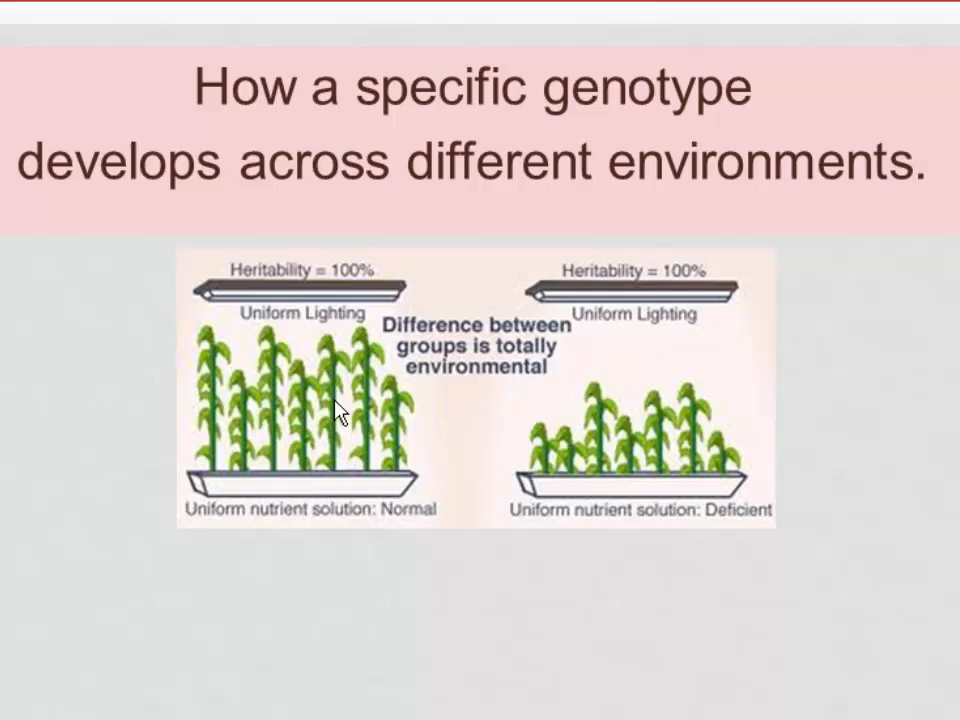 How a specific genotype
develops across different environments.
Heritability = 100%
Uniform Lighting
Difference between
groups is totally
environmental
Heritability = 100%
Uniform Lighting
Uniform nutrient solution: Normal
Uniform nutrient solution: Deficient